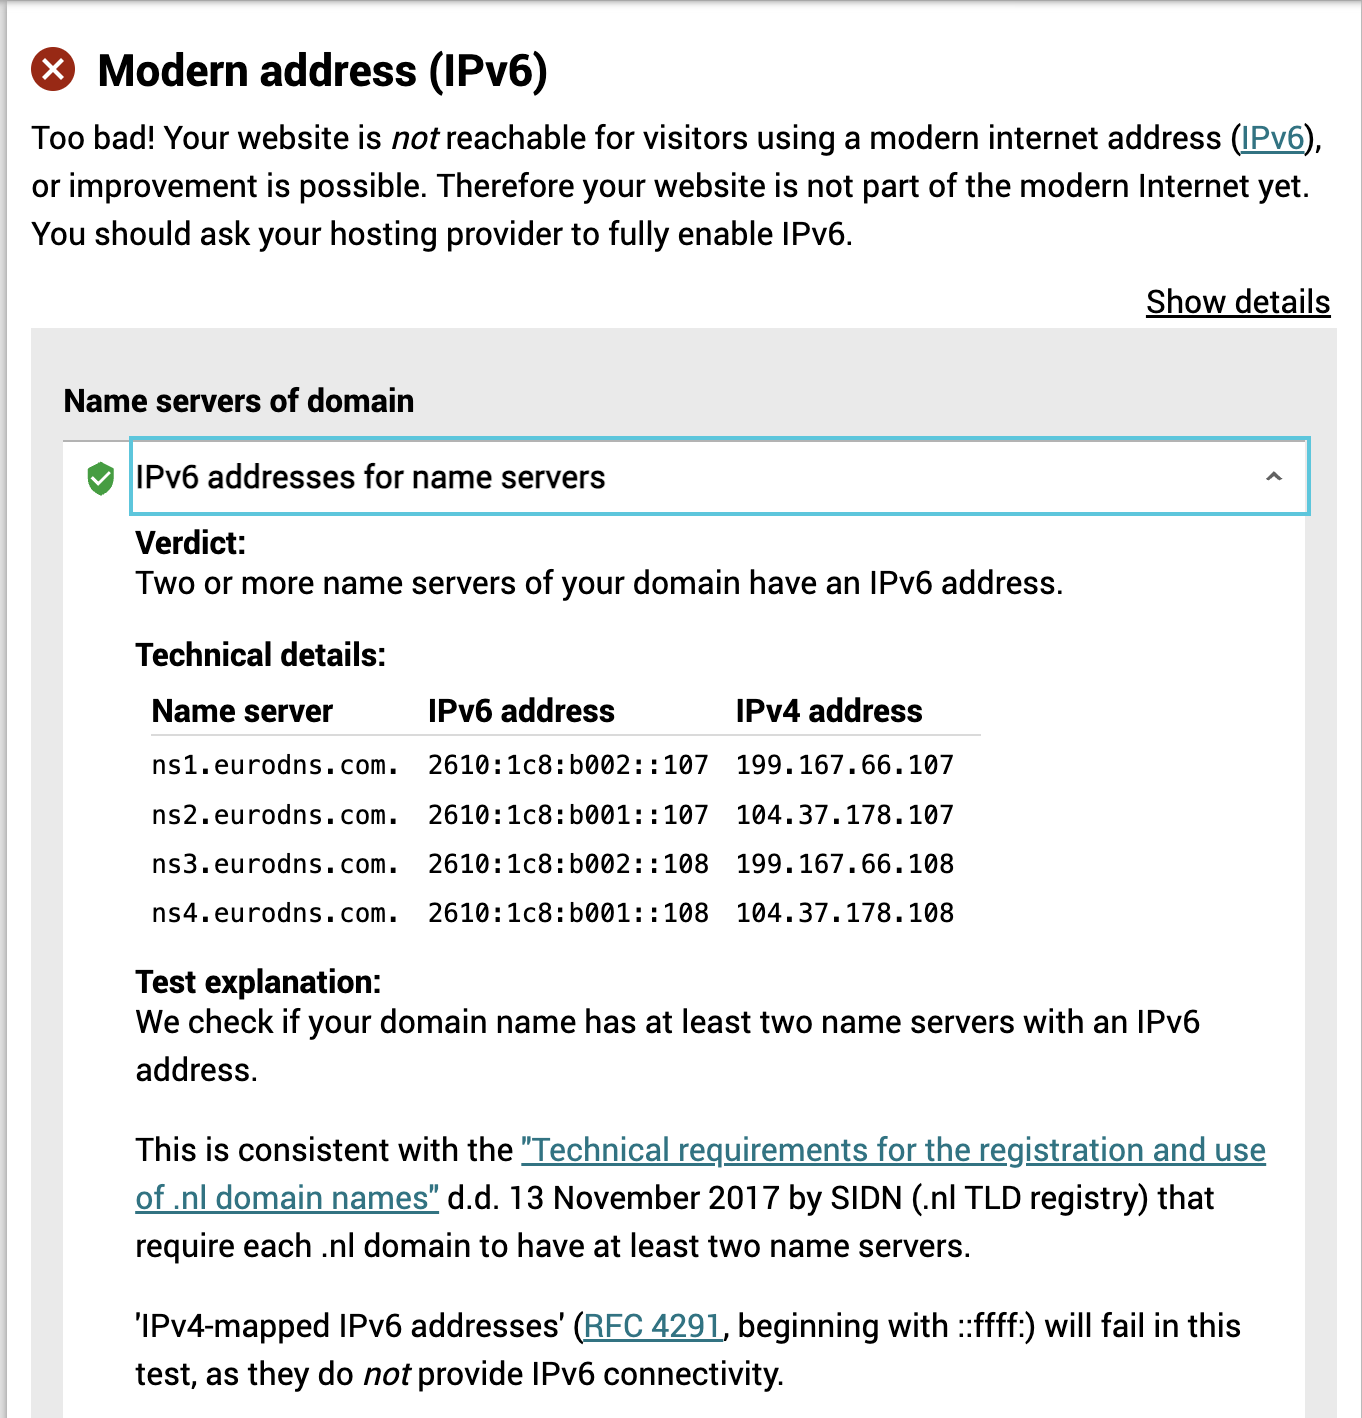 Modern address (IPv6)
Too bad! Your website is not reachable for visitors using a modern internet address (IPv6),
or improvement is possible. Therefore your website is not part of the modern Internet yet.
You should ask your hosting provider to fully enable IPv6.
Show details
Name servers of domain
IPv6 addresses for name servers
Verdict:
Two or more name servers of your domain have an IPv6 address.
Technical details:
Name server IPv6 address IPv4 address
ns1.eurodns.com. 2610:1c8:b002::107 199.167.66.107
ns2.eurodns.com. 2610:1c8:b001::107 104.37.178.107
ns3.eurodns.com. 2610:1c8:b002::108 199.167.66.108
ns4.eurodns.com. 2610:1c8:b001::108 104.37.178.108
Test explanation:
We check if your domain name has at least two name servers with an IPv6
address.
This is consistent with the "Technical requirements for the registration and use
of .nl domain names" d.d. 13 November 2017 by SIDN (.nl TLD registry) that
require each .nl domain to have at least two name servers.
'IPv4-mapped IPv6 addresses' (RFC 4291, beginning with ::ffff:) will fail in this
test, as they do not provide IPv6 connectivity.